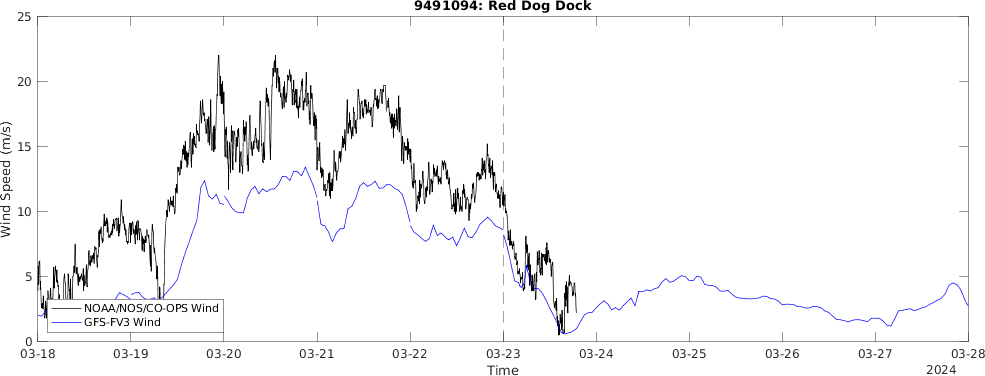 9491094: Red Dog Dock
Wind Speed (m/s)
25
20
15
10
5
0
NOAA/NOS/CO-OPS Wind
GFS-FV3 Wind
03-18 03-19 03-20 03-21 03-22 03-23 03-24 03-25 03-26 03-27 03-28
Time
2024